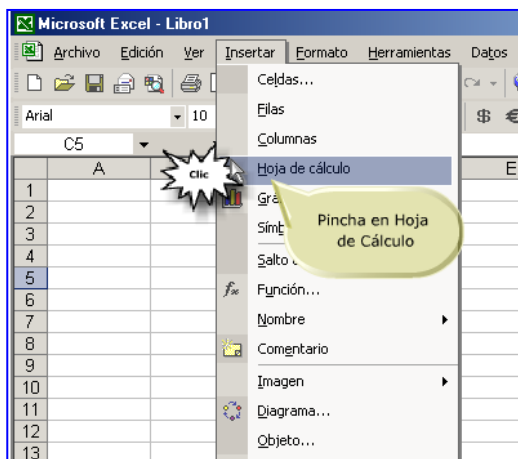 Microsoft Excel - Libro1
Archivo Edición Ver Insertar Formato Herramientas Datos
Arial 10 $ €
C5
Celdas...
Filas
Columnas
Hoja de cálculo
Clic
Pincha en Hoja
de Cálculo
Salto
fx Función...
Nombre
Comentario
Imagen
Diagrama...
Objeto...
A E
1
2
3
4
5
6
7
8
9
10
11
12
13